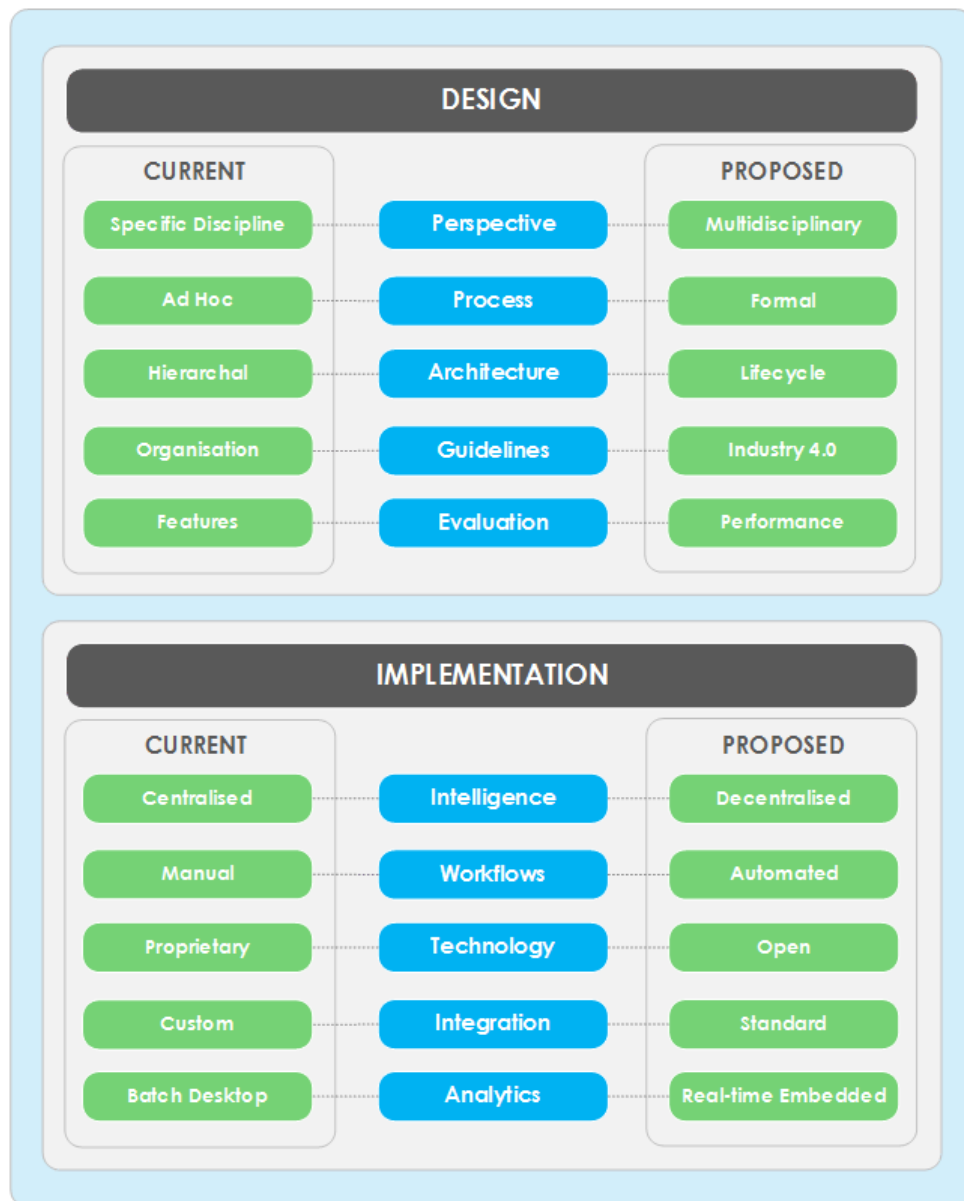 DESIGN
CURRENT PROPOSED
Specific Discipline Perspective Multidisciplinary
Ad Hoc Process Formal
Hierarchal Architecture Lifecycle
Organisation Guidelines Industry 4.0
Features Evaluation Performance
IMPLEMENTATION
CURRENT PROPOSED
Centralised Intelligence Decentralised
Manual Workflows Automated
Proprietary Technology Open
Custom Integration Standard
Batch Desktop Analytics Real-time Embedded